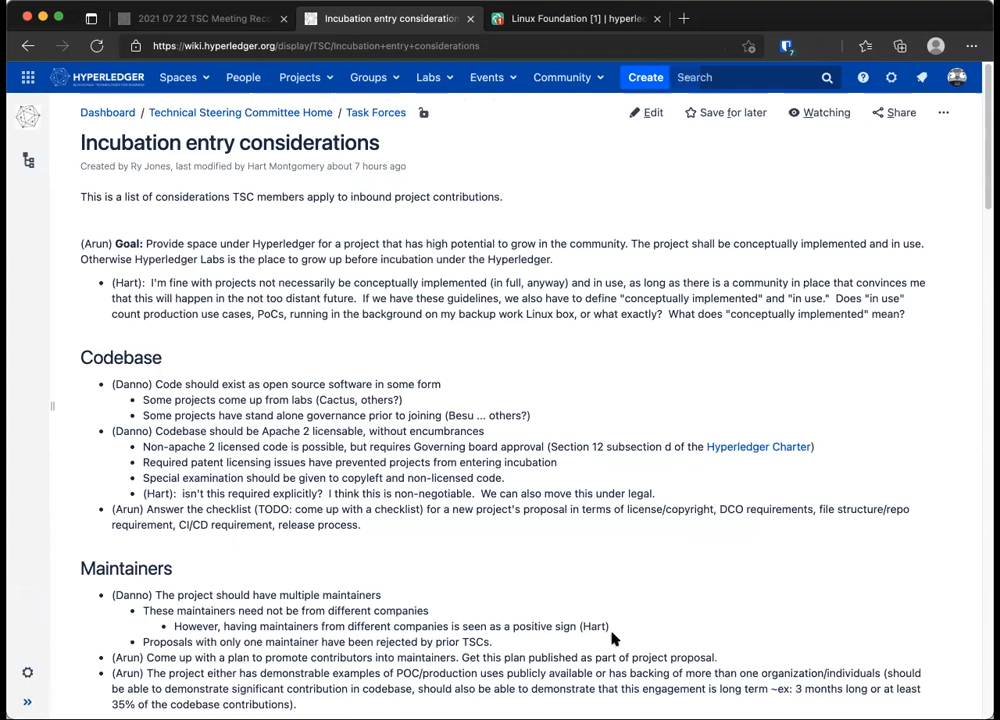 2021 07 22 TSC Meeting Reco
Incubation entry consideration
Linux Foundation [1] | hyperle
https://wiki.hyperledger.org/display/TSC/Incubation+entry+considerations
7
HYPERLEDGER
Spaces
People
Projects
Groups
Labs
Events
Community
Create
Search
Dashboard / Technical Steering Committee Home / Task Forces
Edit
Save for later
Watching
Share
Incubation entry considerations
Created by Ry Jones, last modified by Hart Montgomery about 7 hours ago
This is a list of considerations TSC members apply to inbound project contributions.
(Arun) Goal: Provide space under Hyperledger for a project that has high potential to grow in the community. The project shall be conceptually implemented and in use.
Otherwise Hyperledger Labs is the place to grow up before incubation under the Hyperledger.
• (Hart): I'm fine with projects not necessarily be conceptually implemented (in full, anyway) and in use, as long as there is a community in place that convinces me
that this will happen in the not too distant future. If we have these guidelines, we also have to define "conceptually implemented" and "in use." Does "in use"
count production use cases, PoCs, running in the background on my backup work Linux box, or what exactly? What does "conceptually implemented" mean?
Codebase
• (Danno) Code should exist as open source software in some form
• Some projects come up from labs (Cactus, others?)
• Some projects have stand alone governance prior to joining (Besu ... others?)
• (Danno) Codebase should be Apache 2 licensable, without encumbrances
• Non-apache 2 licensed code is possible, but requires Governing board approval (Section 12 subsection d of the Hyperledger Charter)
• Required patent licensing issues have prevented projects from entering incubation
• Special examination should be given to copyleft and non-licensed code.
• (Hart): isn't this required explicitly? I think this is non-negotiable. We can also move this under legal.
• (Arun) Answer the checklist (TODO: come up with a checklist) for a new project's proposal in terms of license/copyright, DCO requirements, file structure/repo
requirement, CI/CD requirement, release process.
Maintainers
• (Danno) The project should have multiple maintainers
• These maintainers need not be from different companies
• However, having maintainers from different companies is seen as a positive sign (Hart)
• Proposals with only one maintainer have been rejected by prior TSCs.
• (Arun) Come up with a plan to promote contributors into maintainers. Get this plan published as part of project proposal.
• (Arun) The project either has demonstrable examples of POC/production uses publicly available or has backing of more than one organization/individuals (should
be able to demonstrate significant contribution in codebase, should also be able to demonstrate that this engagement is long term ~ex: 3 months long or at least
35% of the codebase contributions).